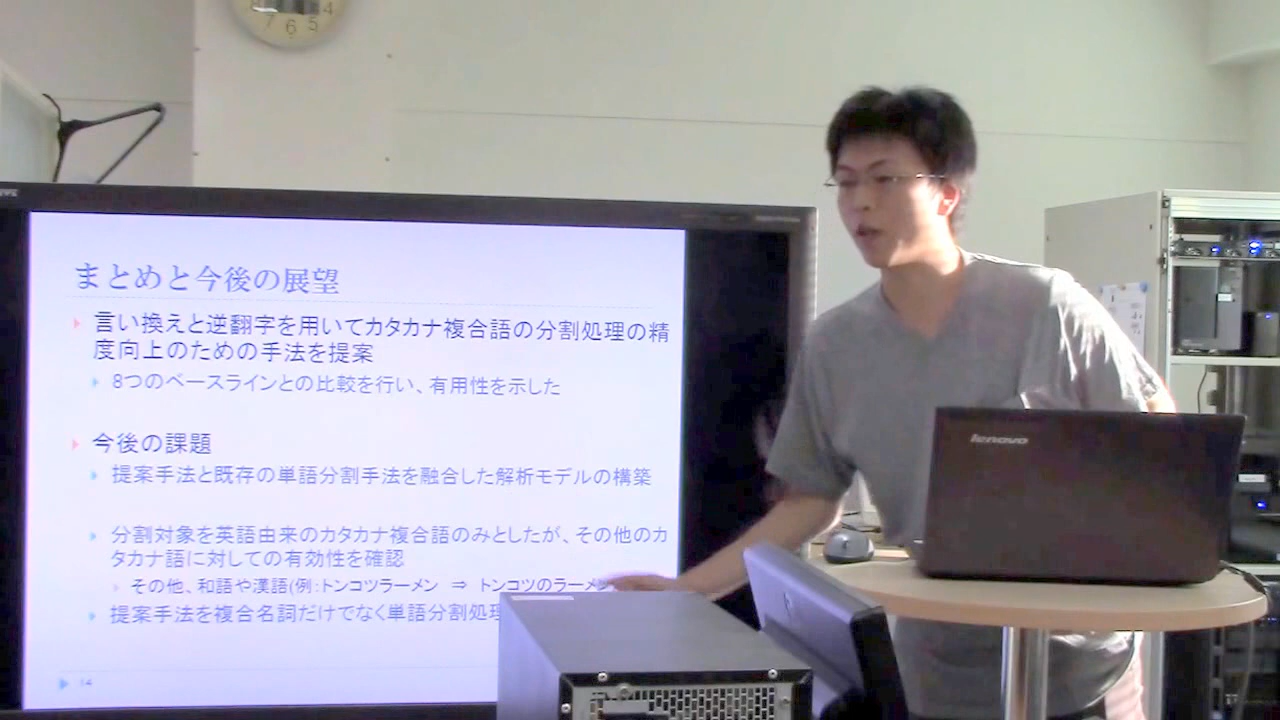 まとめと今後の展望
言い換えと逆翻字を用いてカタカナ複合語の分割処理の精
度向上のための手法を提案
8つのベースラインとの比較を行い、有用性を示した
今後の課題
提案手法と既存の単語分割手法を融合した解析モデルの構築
分割対象を英語由来のカタカナ複合語のみとしたが、その他のカ
タカナ語に対しての有効性を確認
その他、和語や漢語(例:トンコツラーメン ⇒ トンコツのラーメン
提案手法を複合名詞だけでなく単語分割処理
14
lenovo
8 7 6 5 4